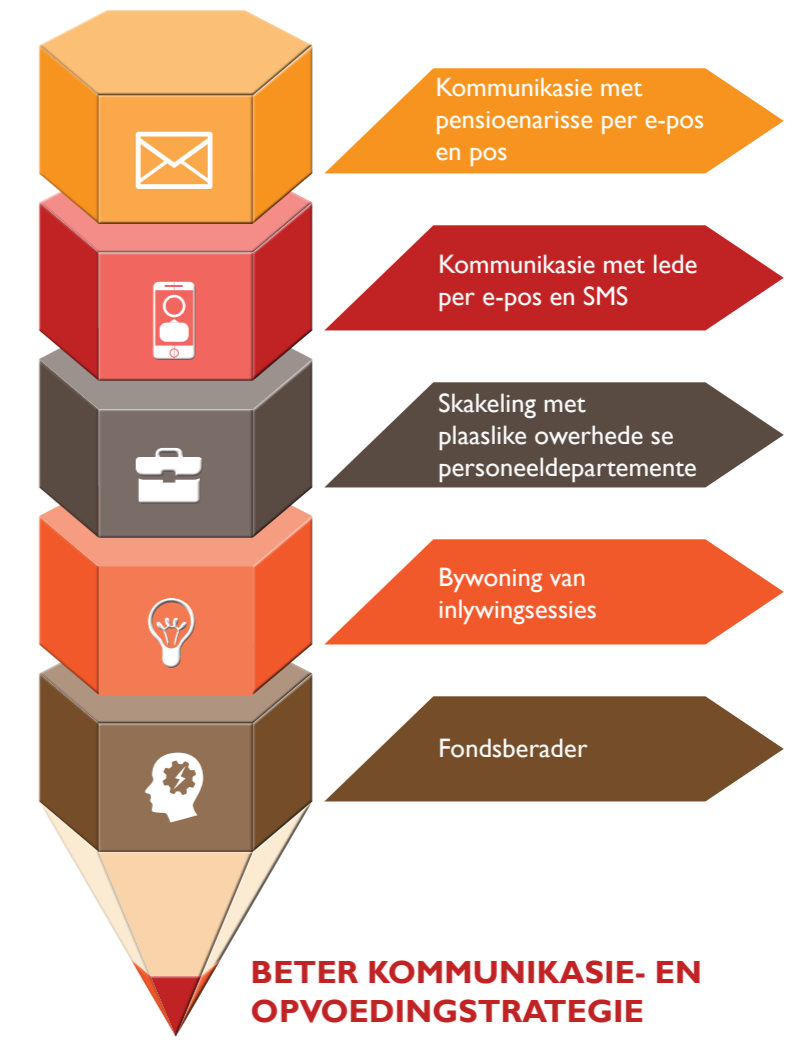 Kommunikasie met
pensioenarisse per e-pos
en pos
Kommunikasie met lede
per e-pos en SMS
Skakeling met
plaaslike owerhede se
personeeldepartemente
Bywoning van
inlywingsessies
Fondsberader
BETER KOMMUNIKASIE- EN
OPVOEDINGSTRATEGIE